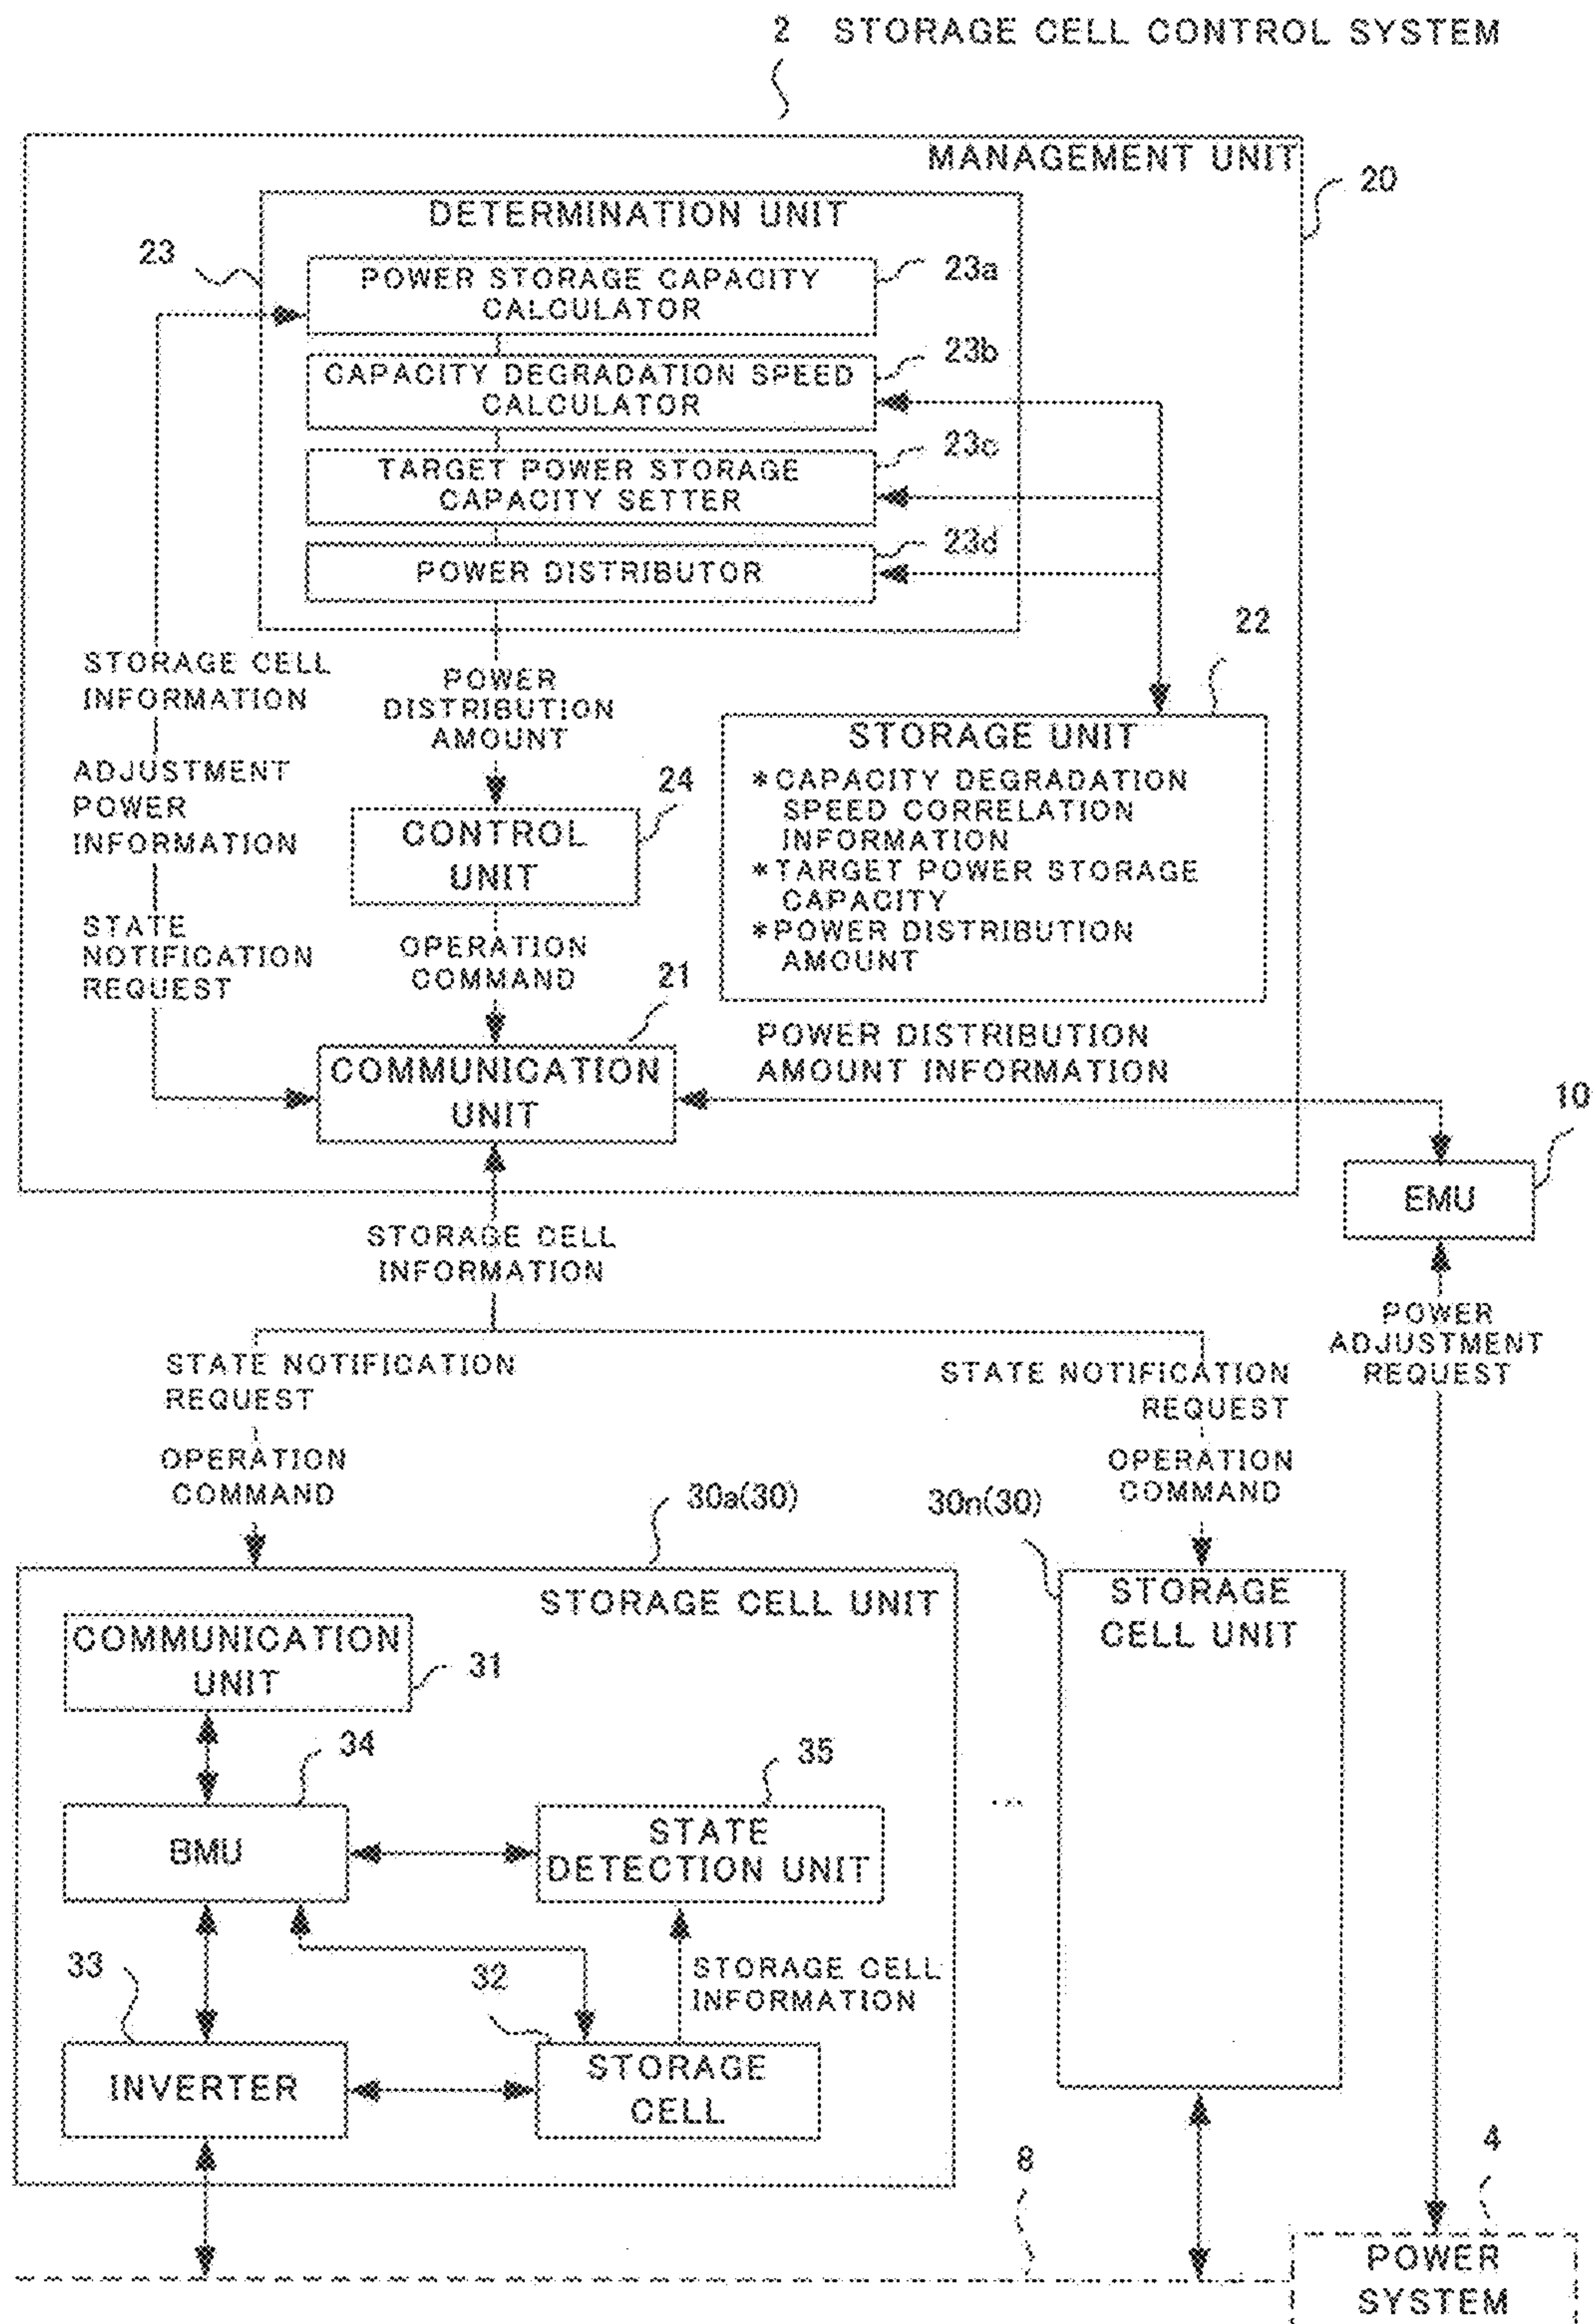 2 STORAGE CELL CONTROL SYSTEM
MANAGEMENT UNIT
20
DETERMINATION UNIT
23
POWER STORAGE CAPACITY
CALCULATOR
23a
CAPACITY DEGRADATION SPEED
CALCULATOR
23b
TARGET POWER STORAGE
CAPACITY SETTER
23c
POWER DISTRIBUTOR
23d
STORAGE CELL
INFORMATION
ADJUSTMENT
POWER
INFORMATION
STATE
NOTIFICATION
REQUEST
POWER
DISTRIBUTION
AMOUNT
22
STORAGE UNIT
*CAPACITY DEGRADATION
SPEED CORRELATION
INFORMATION
*TARGET POWER STORAGE
CAPACITY
*POWER DISTRIBUTION
AMOUNT
24
CONTROL
UNIT
OPERATION
COMMAND
21
COMMUNICATION
UNIT
POWER DISTRIBUTION
AMOUNT INFORMATION
10
EMU
STORAGE CELL
INFORMATION
POWER
ADJUSTMENT
REQUEST
STATE NOTIFICATION
REQUEST
OPERATION
COMMAND
STATE NOTIFICATION
REQUEST
OPERATION
COMMAND
30a(30)
30n(30)
STORAGE CELL UNIT
COMMUNICATION
UNIT
31
34
BMU
35
STATE
DETECTION UNIT
33
INVERTER
32
STORAGE
CELL
STORAGE CELL
INFORMATION
...
STORAGE
CELL UNIT
8
4
POWER
SYSTEM